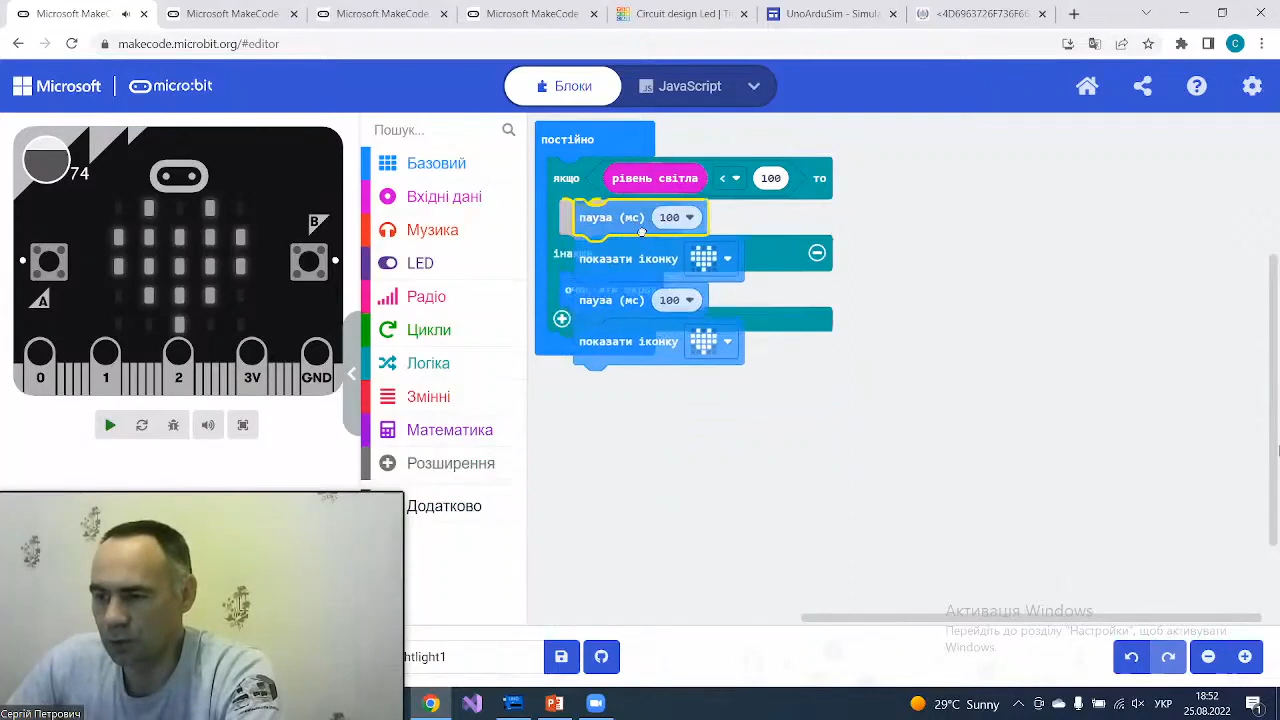 Microsoft MakeCode
Microsoft MakeCode
Microsoft MakeCode
Microsoft MakeCode
Circuit design Led | Ti
UnoArduSim - Simula
<4D6963726F736F66
makecode.microbit.org/#editor
C
Microsoft
micro:bit
Блоки
JavaScript
74
B
A
0 1 2 3V GND
Пошук...
Базовий
Вхідні дані
Музика
LED
Радіо
Цикли
Логіка
Змінні
Математика
Розширення
Додатково
постійно
якщо рівень світла < 100 то
пауза (мс) 100
показати іконку
пауза (мс) 100
показати іконку
htlight1
Активація Windows
Перейдіть до розділу "Настройки", щоб активувати
Windows.
29°C Sunny
УКР
18:52
25.08.2022
1
Сергій Петрович